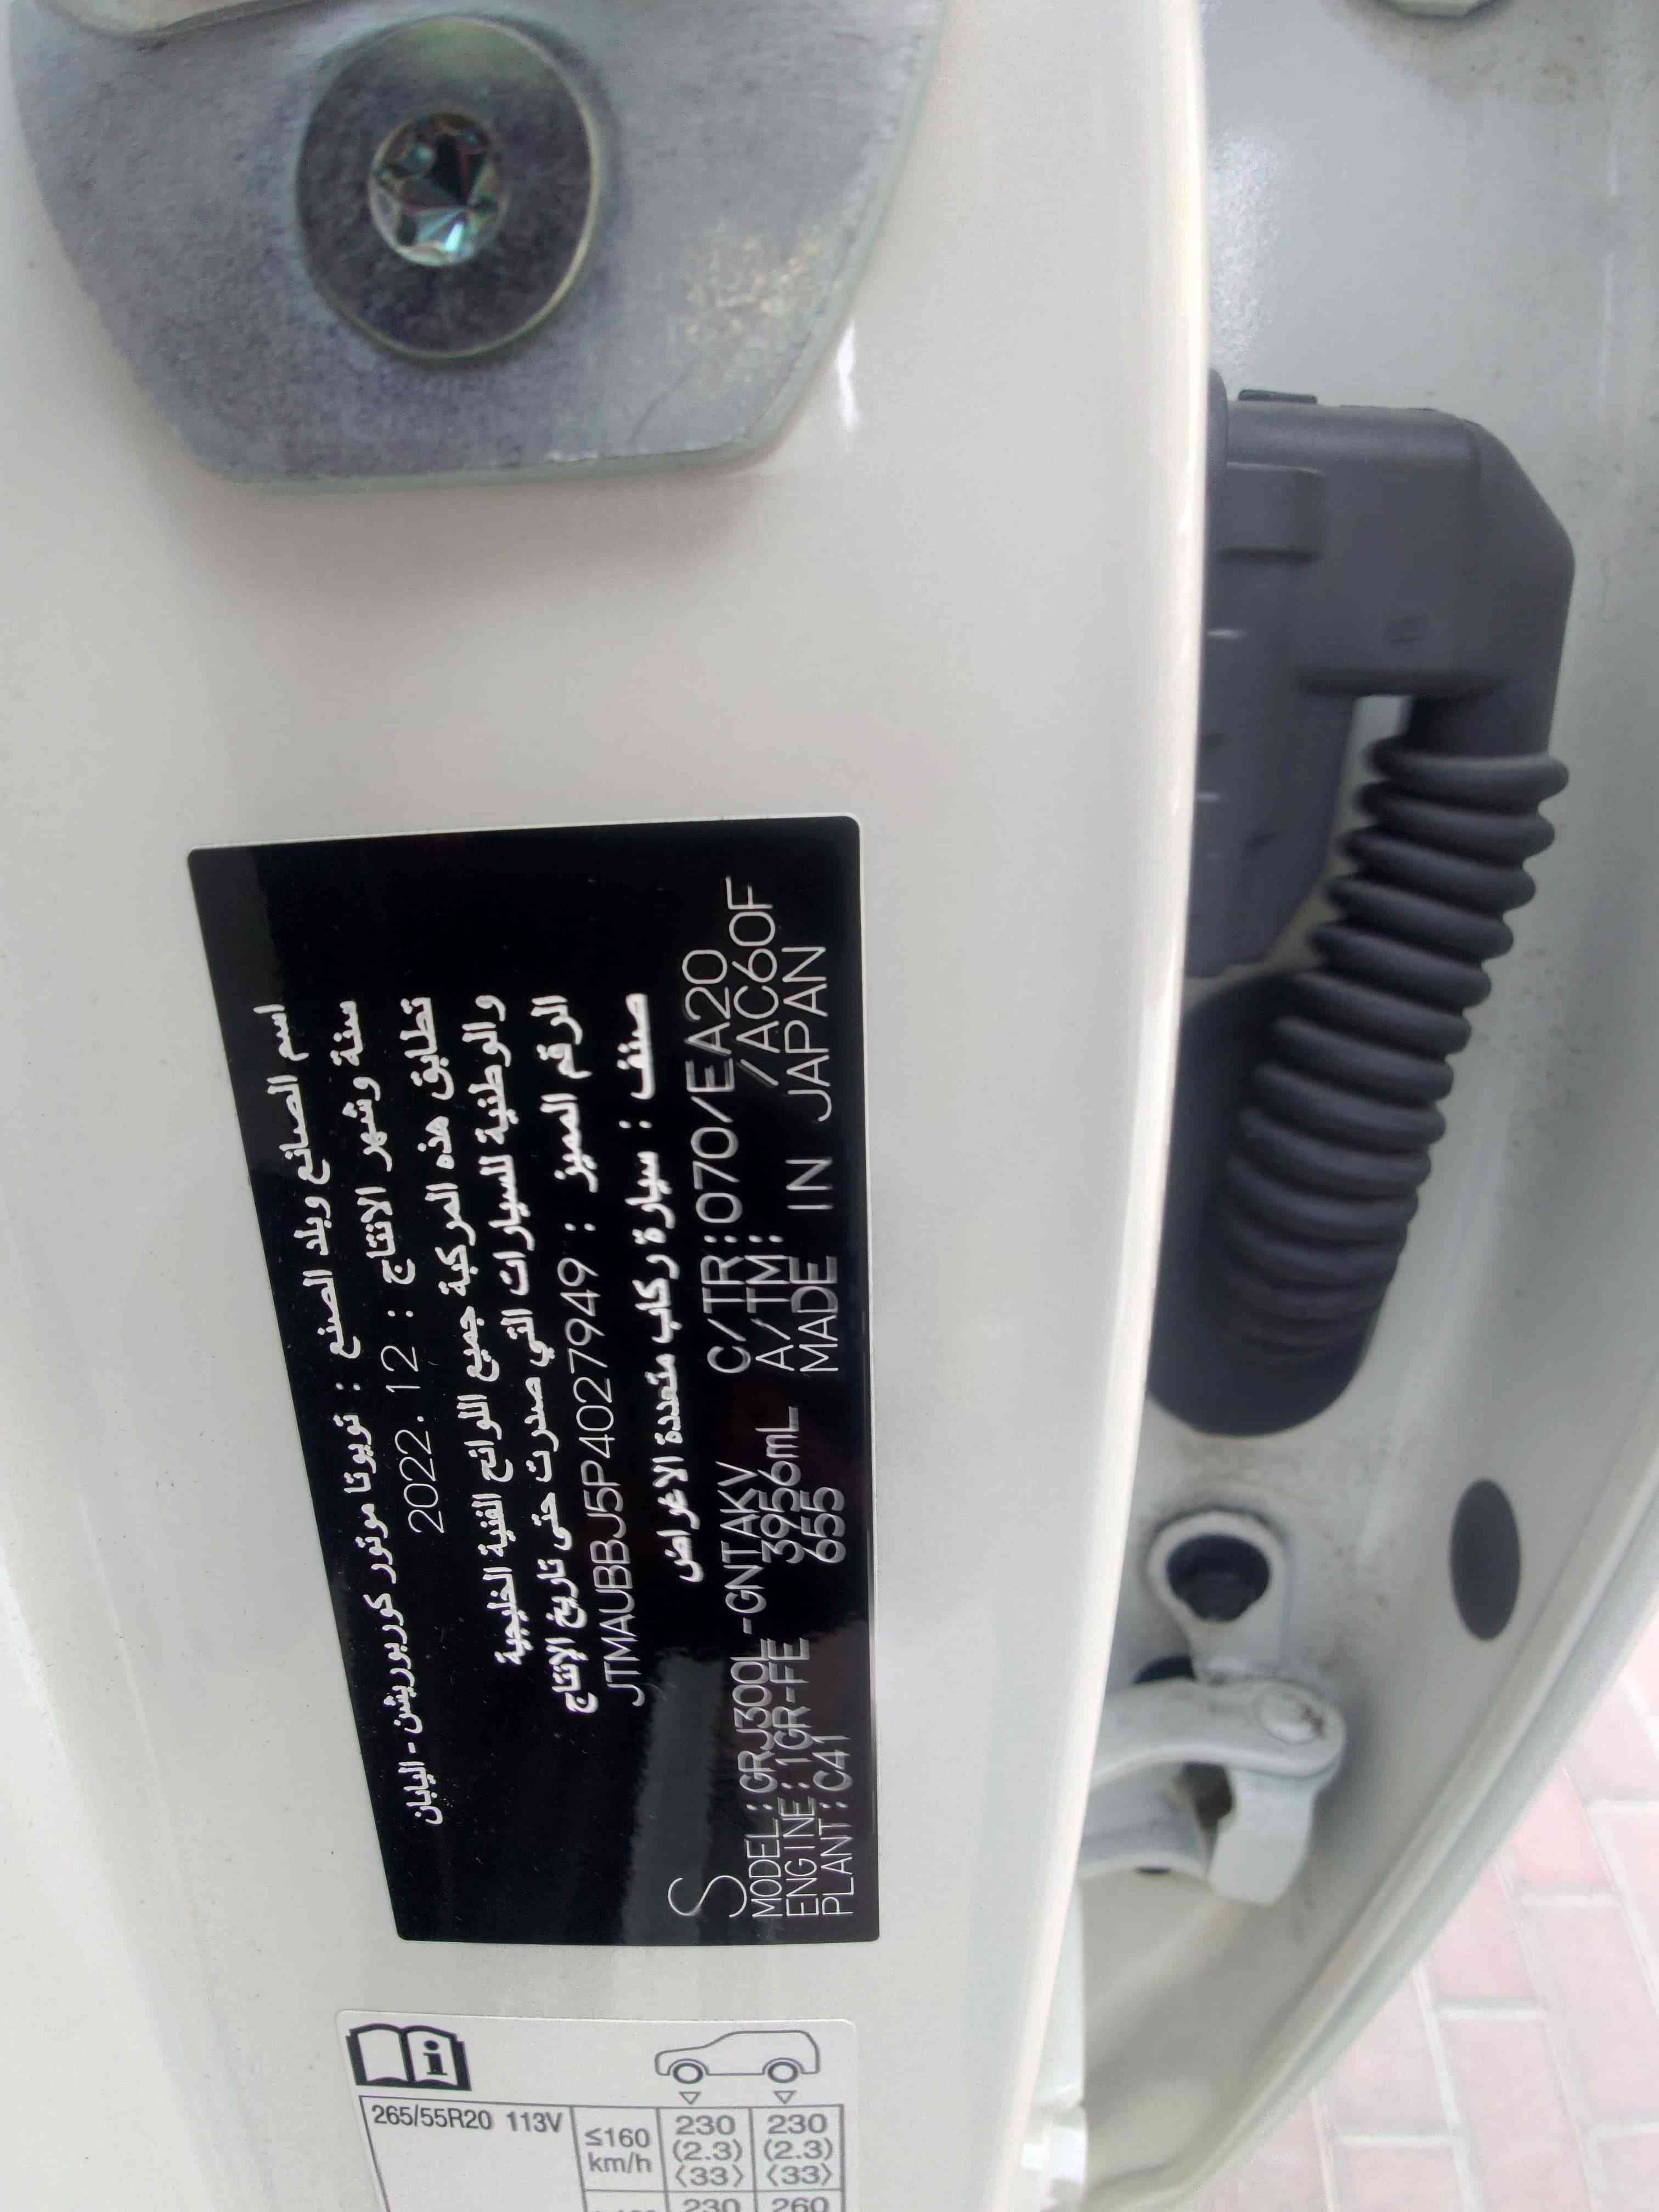 اسم الصانع وبلد الصنع : تويوتا موتور كوربوريشن - اليابان
سنة وشهر الانتاج : 2022.12
تطابق هذه المركبة جميع اللوائح الفنية الخليجية
والوطنية للسيارات التي صدرت حتى تاريخ الإنتاج
الرقم المميز : JTMAUBBJ5P4027949
صنف : سيارة ركاب متعددة الاغراض
S
MODEL : GRJ300L-GNTAKV C/TR:070/EA20
ENGINE : 1GR-FE 3956mL A/TM: /AC60F
PLANT : C41 655 MADE IN JAPAN
265/55R20 113V
≤160 km/h
230 (2.3) ⟨33⟩
230 (2.3) ⟨33⟩
230 260